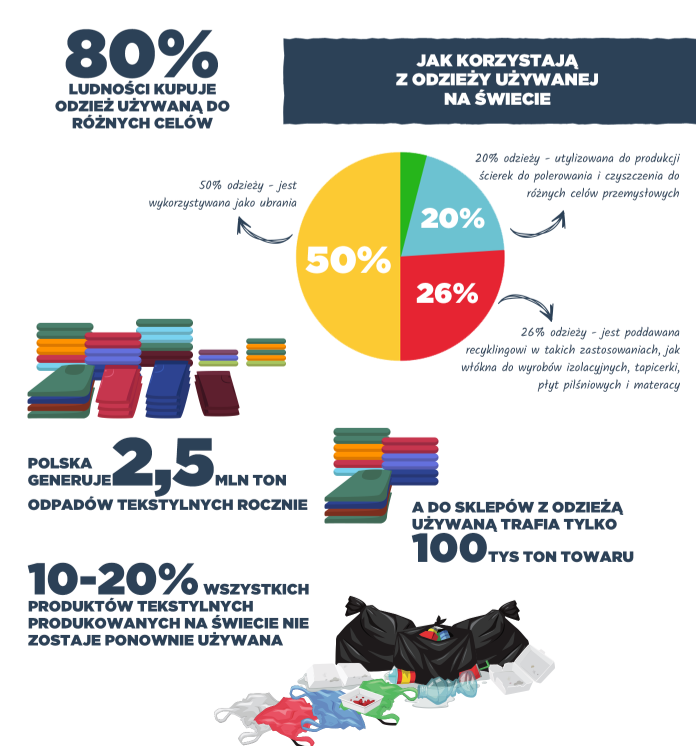 80%
LUDNOŚCI KUPUJE
ODZIEŻ UŻYWANĄ DO
RÓŻNYCH CELÓW
JAK KORZYSTAJĄ
Z ODZIEŻY UŻYWANEJ
NA ŚWIECIE
50% odzieży - jest
wykorzystywana jako ubrania
20% odzieży - utylizowana do produkcji
ścierek do polerowania i czyszczenia do
różnych celów przemysłowych
50%
20%
26%
26% odzieży - jest poddawana
recyklingowi w takich zastosowaniach, jak
włókna do wyrobów izolacyjnych, tapicerki,
płyt pilśniowych i materacy
POLSKA
GENERUJE 2,5 MLN TON
ODPADÓW TEKSTYLNYCH ROCZNIE
A DO SKLEPÓW Z ODZIEŻĄ
UŻYWANĄ TRAFIA TYLKO
100 TYS TON TOWARU
10-20% WSZYSTKICH
PRODUKTÓW TEKSTYLNYCH
PRODUKOWANYCH NA ŚWIECIE NIE
ZOSTAJE PONOWNIE UŻYWANA